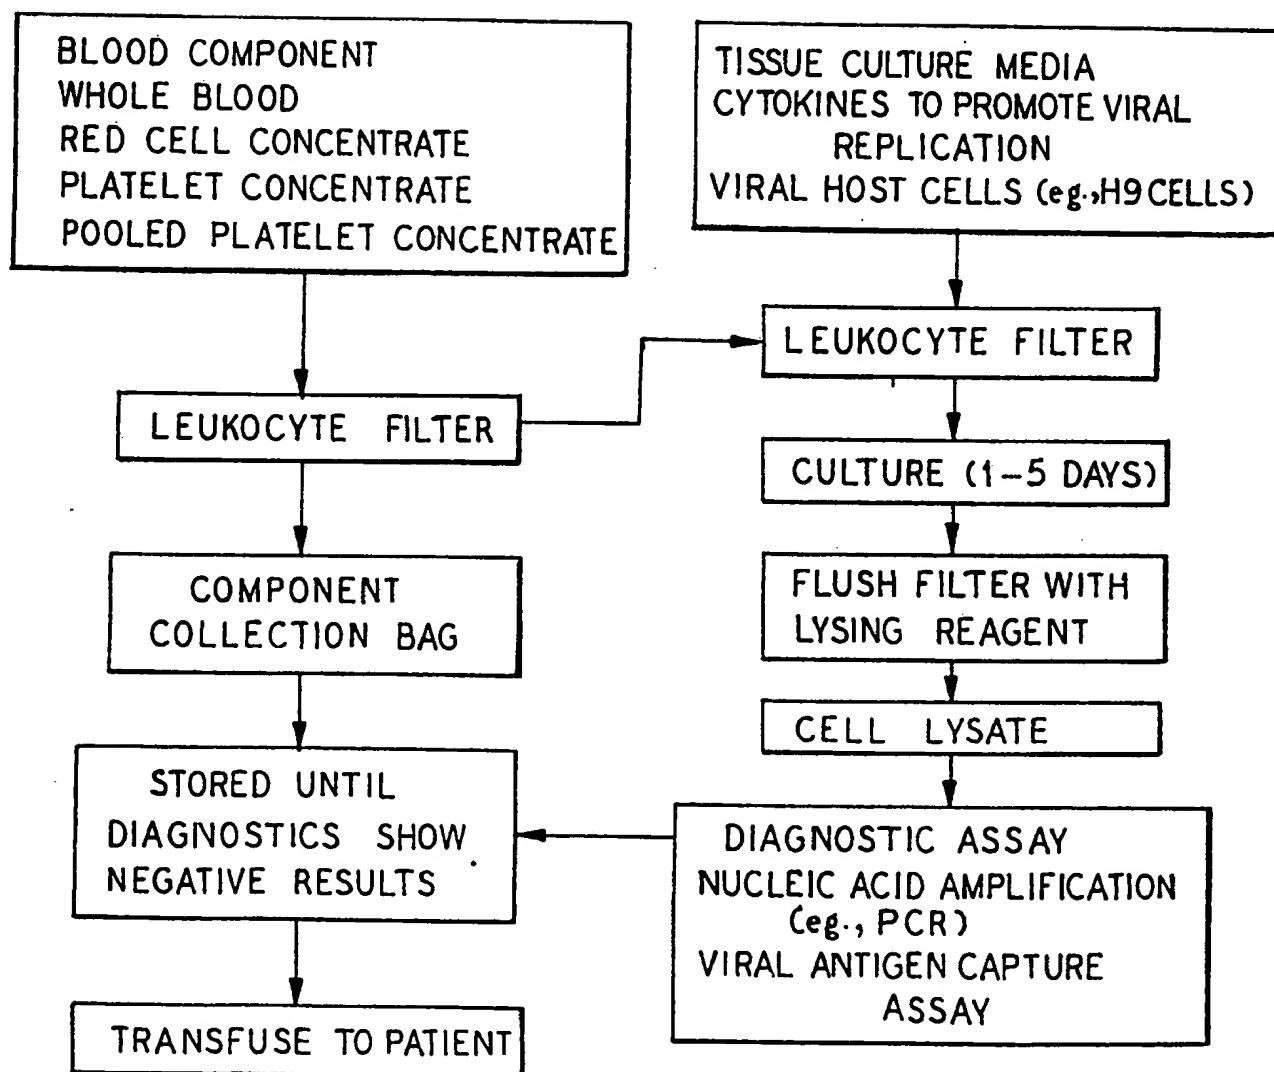 BLOOD COMPONENT
WHOLE BLOOD
RED CELL CONCENTRATE
PLATELET CONCENTRATE
POOLED PLATELET CONCENTRATE
LEUKOCYTE FILTER
COMPONENT
COLLECTION BAG
STORED UNTIL
DIAGNOSTICS SHOW
NEGATIVE RESULTS
TRANSFUSE TO PATIENT
TISSUE CULTURE MEDIA
CYTOKINES TO PROMOTE VIRAL
REPLICATION
VIRAL HOST CELLS (eg.,H9 CELLS)
LEUKOCYTE FILTER
CULTURE (1-5 DAYS)
FLUSH FILTER WITH
LYSING REAGENT
CELL LYSATE
DIAGNOSTIC ASSAY
NUCLEIC ACID AMPLIFICATION
(eg., PCR)
VIRAL ANTIGEN CAPTURE
ASSAY